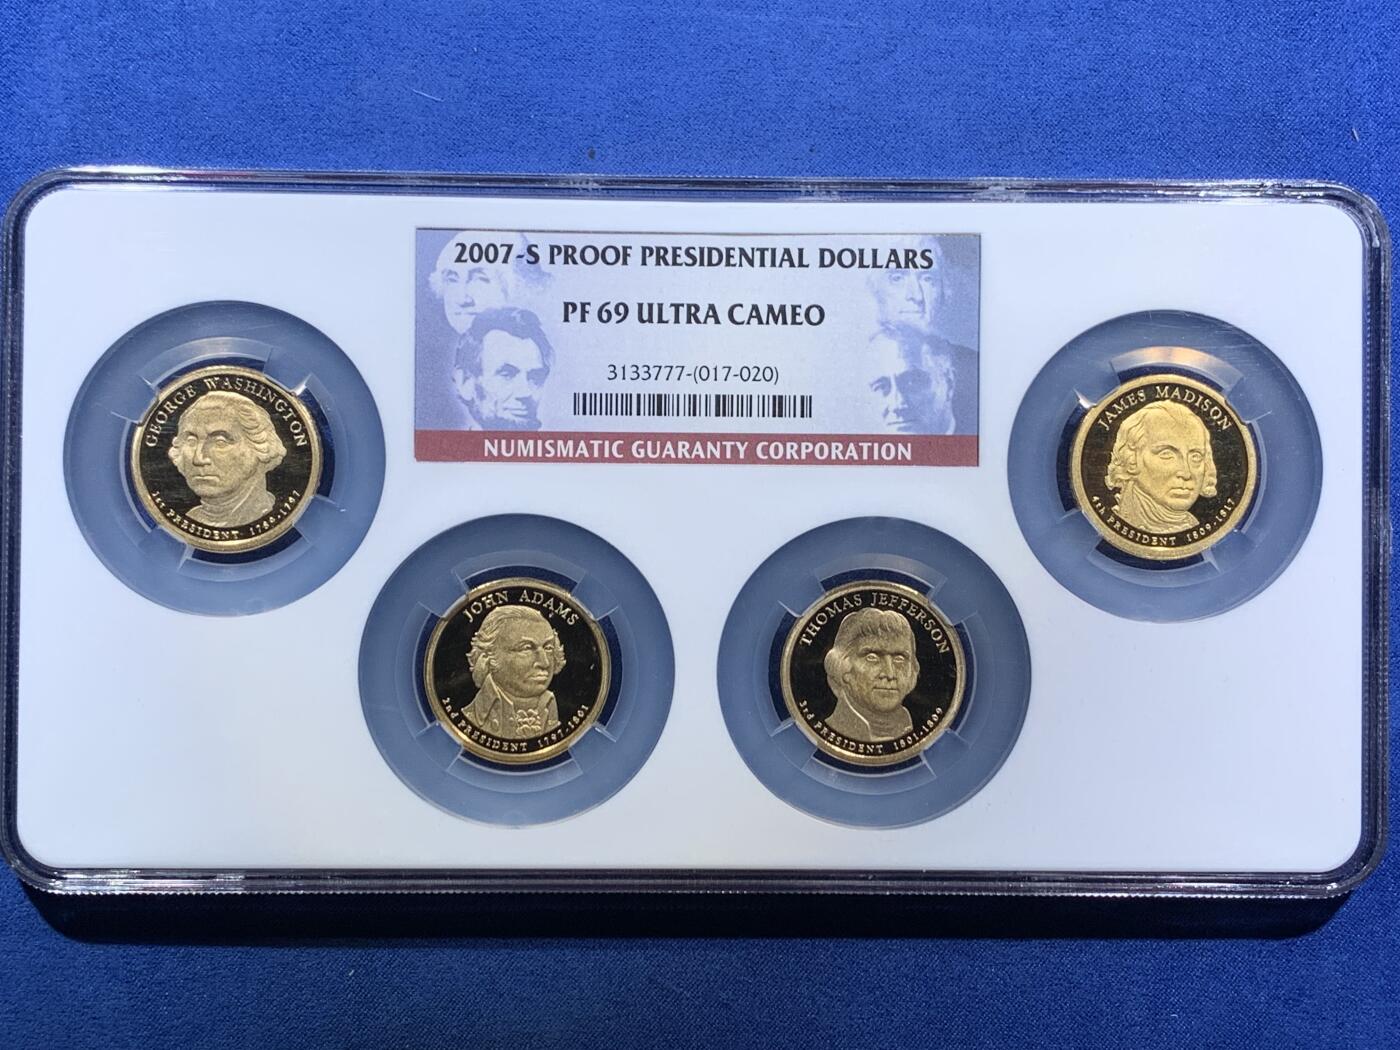 2007-S PROOF PRESIDENTIAL DOLLARS
PF 69 ULTRA CAMEO
3133777-(017-020)
NUMISMATIC GUARANTY CORPORATION
GEORGE WASHINGTON
1st PRESIDENT 1789-1797
JOHN ADAMS
2nd PRESIDENT 1797-1801
THOMAS JEFFERSON
3rd PRESIDENT 1801-1809
JAMES MADISON
4th PRESIDENT 1809-1817